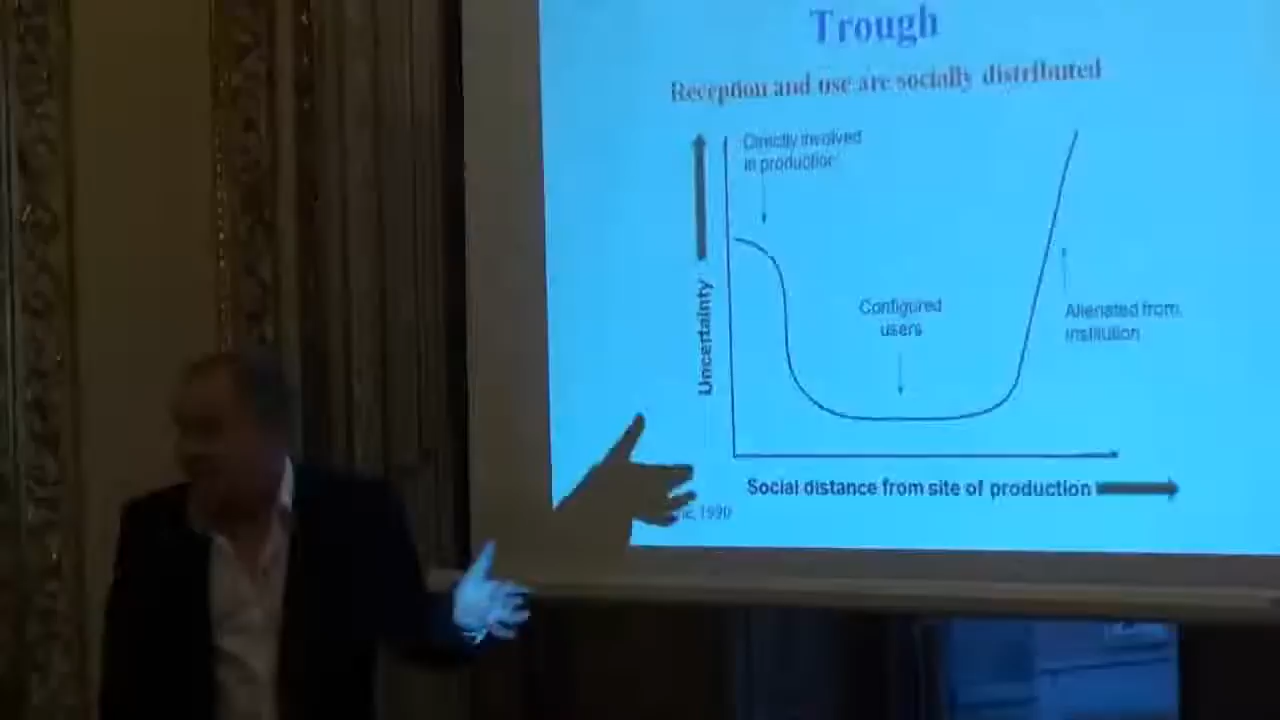 Trough
Reception and use are socially distributed
Directly involved
in production
Configured
users
Alienated from
institution
Uncertainty
Social distance from site of production
1990